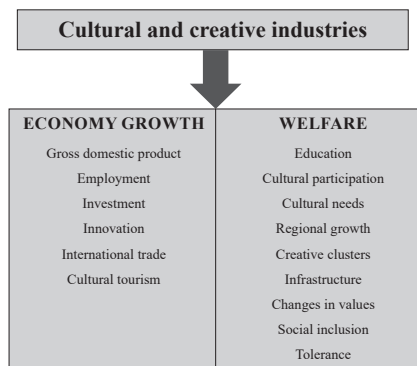 Cultural and creative industries
ECONOMY GROWTH
Gross domestic product
Employment
Investment
Innovation
International trade
Cultural tourism
WELFARE
Education
Cultural participation
Cultural needs
Regional growth
Creative clusters
Infrastructure
Changes in values
Social inclusion
Tolerance